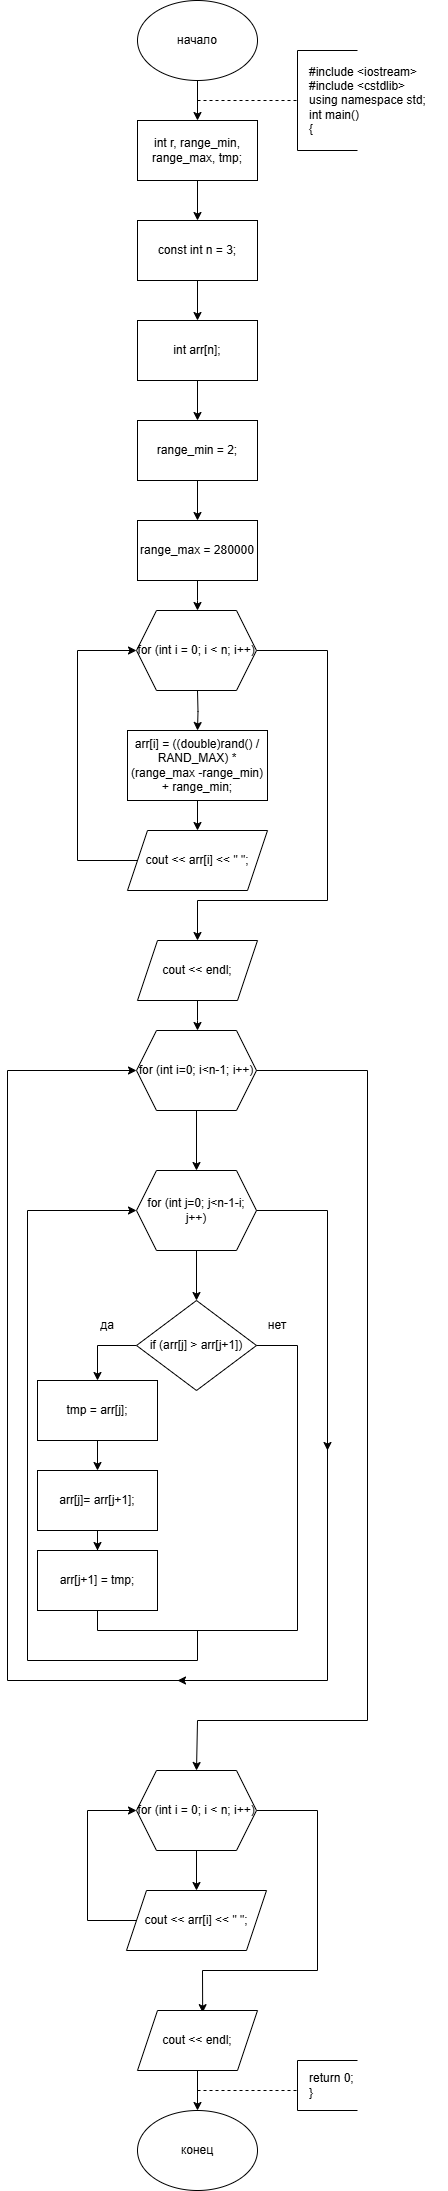 начало
#include <iostream>
#include <cstdlib>
using namespace std;
int main()
{
int r, range_min,
range_max, tmp;
const int n = 3;
int arr[n];
range_min = 2;
range_max = 280000
for (int i = 0; i < n; i++)
arr[i] = ((double)rand() /
RAND_MAX) *
(range_max -range_min)
+ range_min;
cout << arr[i] << " ";
cout << endl;
for (int i=0; i<n-1; i++)
for (int j=0; j<n-1-i;
j++)
да
нет
if (arr[j] > arr[j+1])
tmp = arr[j];
arr[j]= arr[j+1];
arr[j+1] = tmp;
for (int i = 0; i < n; i++)
cout << arr[i] << " ";
cout << endl;
return 0;
}
конец